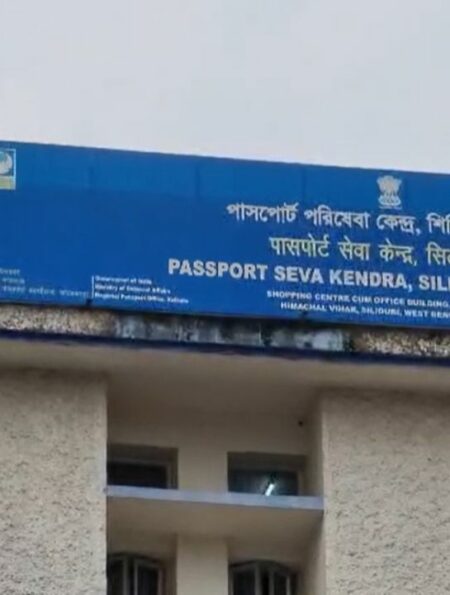 পাসপোর্ট পরিষেবা কেন্দ্র, শি
पासपोर्ट सेवा केन्द्र, सि
PASSPORT SEVA KENDRA, SIL
SHOPPING CENTRE CUM OFFICE BUILDING,
HIMACHAL VIHAR, SILIGURI, WEST BEN
Government of India
Ministry of External Affairs
Regional Passport Office, Kolkata